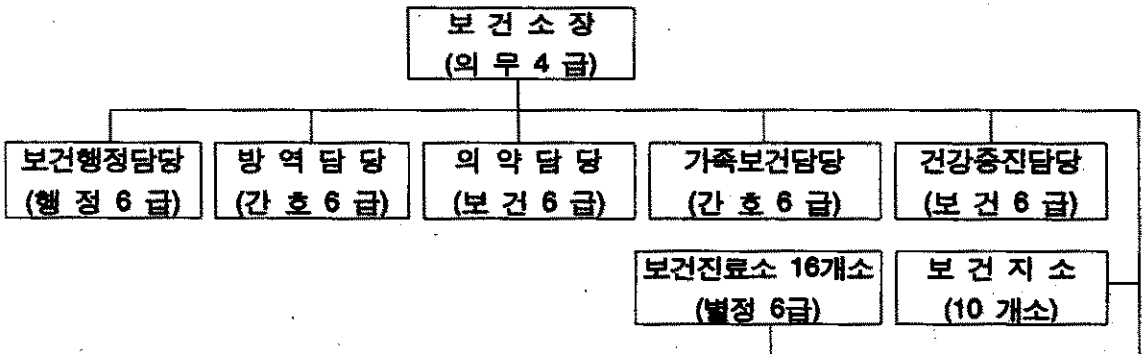 보 건 소 장
(의 무 4 급)
보건행정담당
(행 정 6 급)
방 역 담 당
(간 호 6 급)
의 약 담 당
(보 건 6 급)
가족보건담당
(간 호 6 급)
건강증진담당
(보 건 6 급)
보건진료소 16개소
(별정 6급)
보 건 지 소
(10 개소)